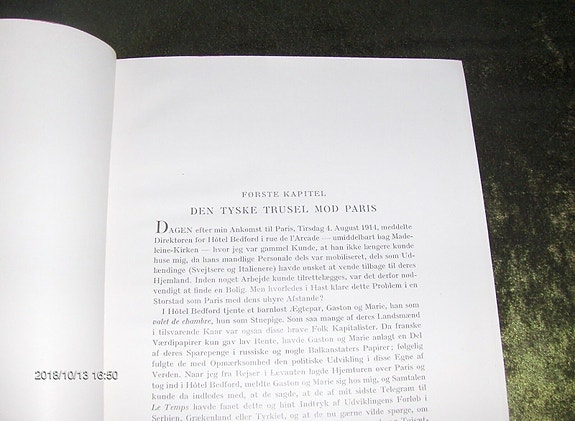 FØRSTE KAPITEL
DEN TYSKE TRUSEL MOD PARIS
DAGEN efter min Ankomst til Paris, Tirsdag 4. August 1914, meddelte
Direktøren for Hôtel Bedford i rue de l'Arcade — umiddelbart bag Made-
leine-Kirken — hvor jeg var gammel Kunde, at han ikke længere kunde
huse mig, da hans mandlige Personale dels var mobiliseret, dels som Ud-
lændinge (Svejtsere og Italienere) havde ønsket at vende tilbage til deres
Hjemland. Inden noget Arbejde kunde tilrettelægges, var det derfor nød-
vendigt at finde en Bolig. Men hvorledes i Hast klare dette Problem i en
Storstad som Paris med dens uhyre Afstande?
I Hôtel Bedford tjente et barnløst Ægtepar, Gaston og Marie, han som
valet de chambre, hun som Stuepige. Som saa mange af deres Landsmænd
i tilsvarende Kaar var ogsaa disse brave Folk Kapitalister. Da franske
Værdipapirer kun gav lav Rente, havde Gaston og Marie anlagt en Del
af deres Sparepenge i russiske og nogle Balkanstaters Papirer; følgelig
fulgte de med Opmærksomhed den politiske Udvikling i disse Egne af
Verden. Naar jeg fra Rejser i Levanten lagde Hjemturen over Paris og
tog ind i Hôtel Bedford, meldte Gaston og Marie sig hos mig, og Samtalen
kunde da indledes med, at de sagde, at de af mit sidste Telegram til
Le Temps havde fanet dette og hint Indtryk af Udviklingens Forløb i
Serbien, Grækenland eller Tyrkiet, og at de nu gerne vilde spørge, om
2018/10/13 16:50